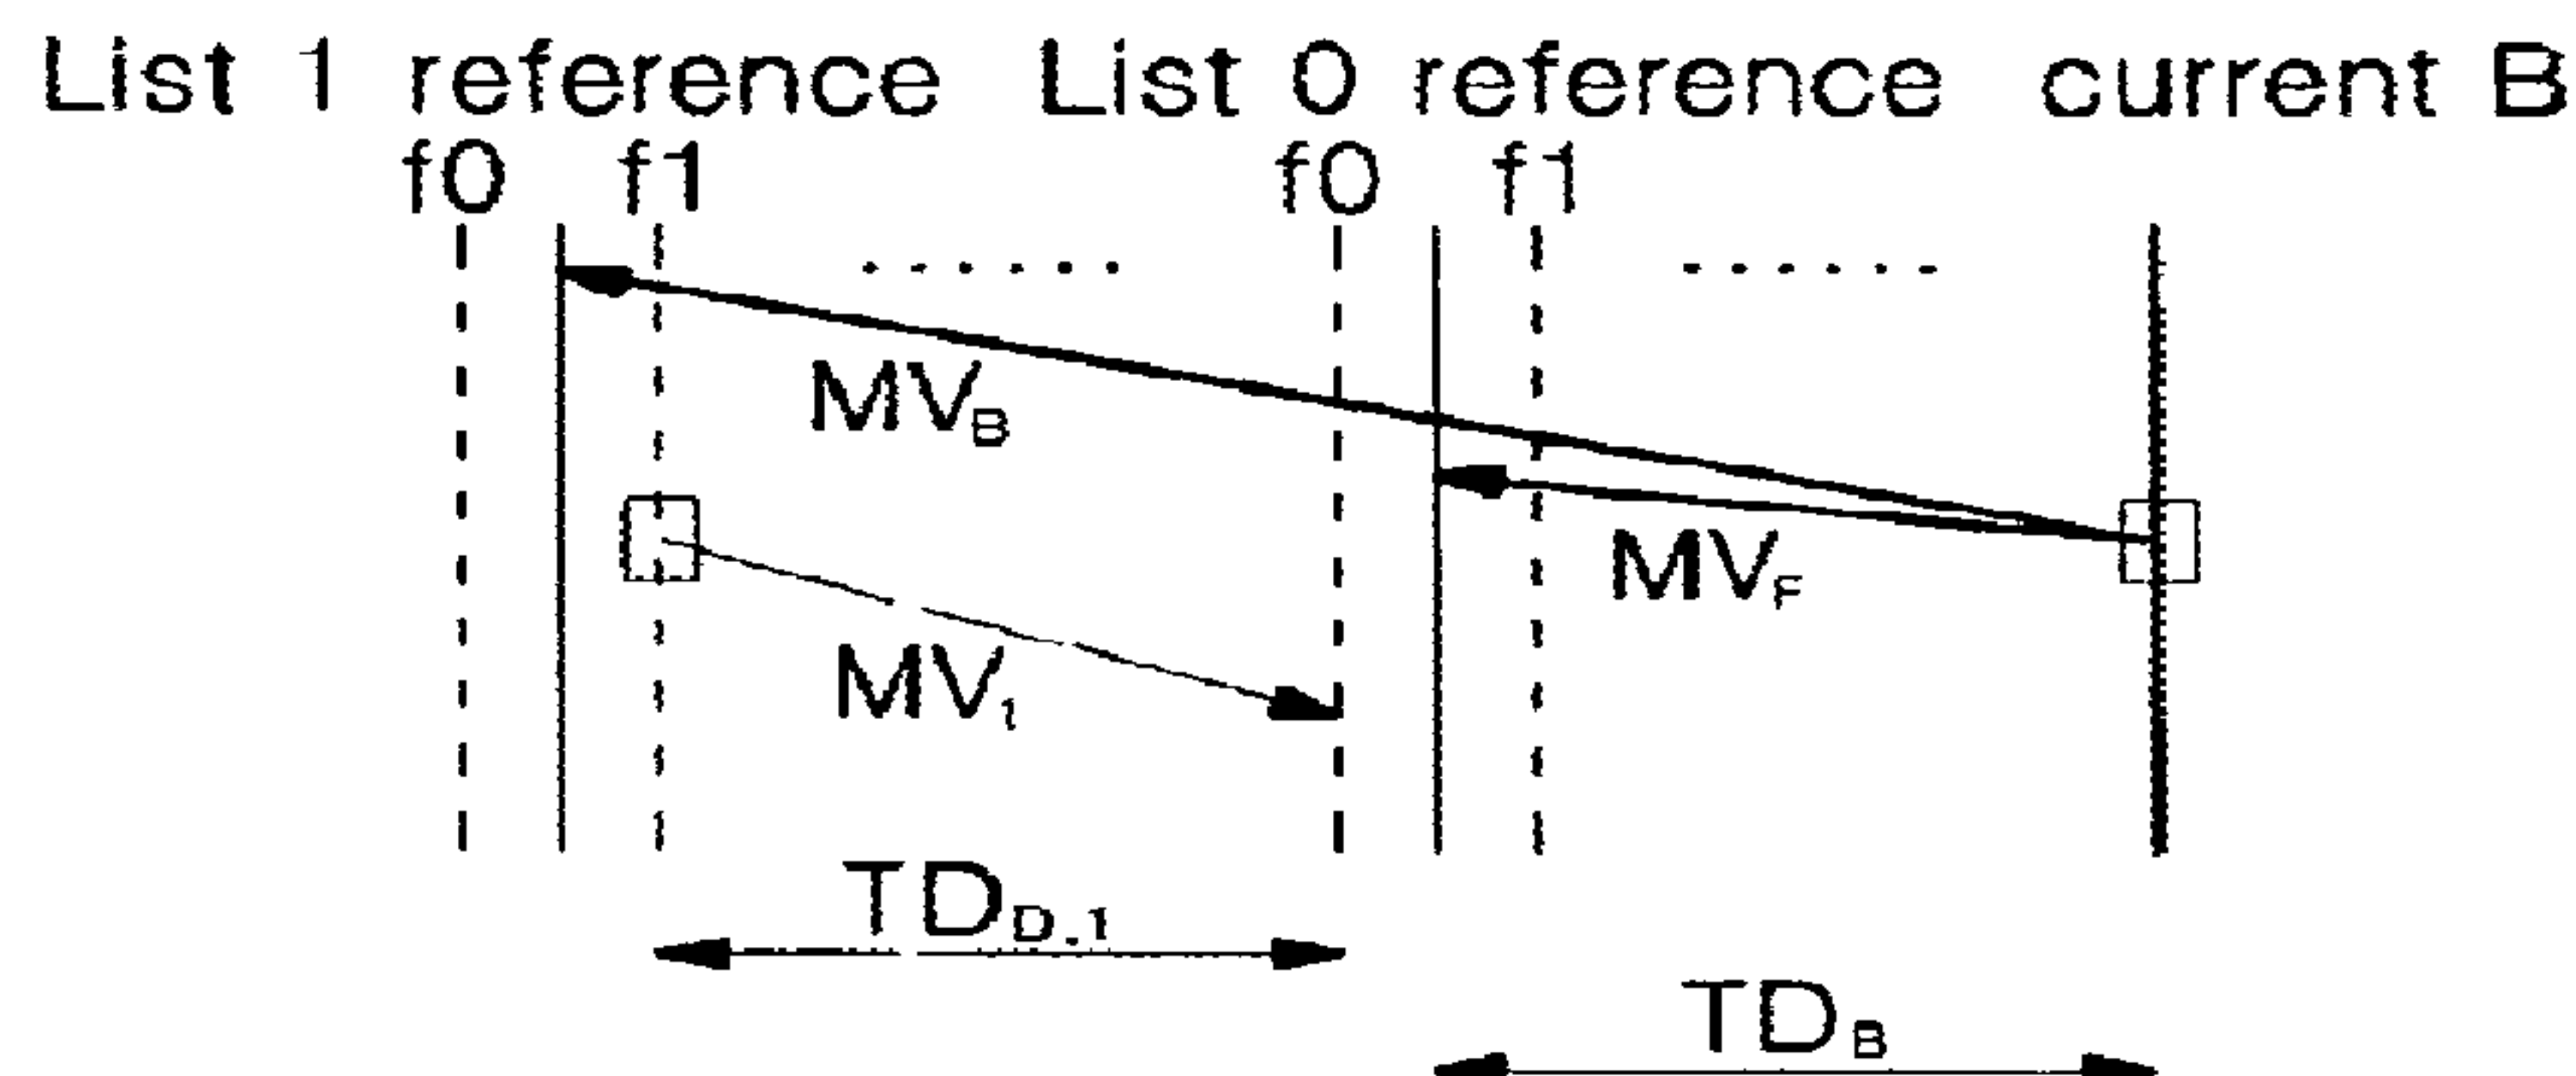 List 1 reference List 0 reference current B
f0 f1 f0 f1
MV_B
MV_F
MV_1
TD_D,1
TD_B